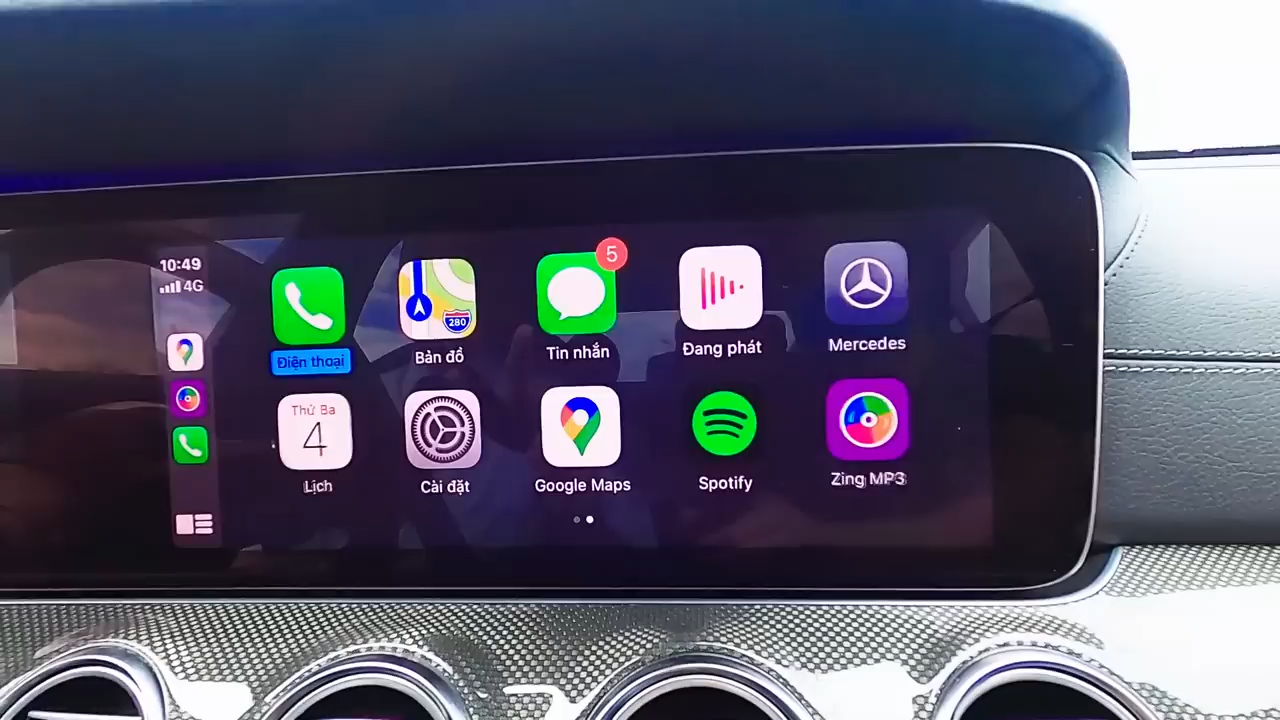 10:49
4G
Điện thoại
280
Bản đồ
5
Tin nhắn
Đang phát
Mercedes
Thứ Ba
4
Lịch
Cài đặt
Google Maps
Spotify
Zing MP3